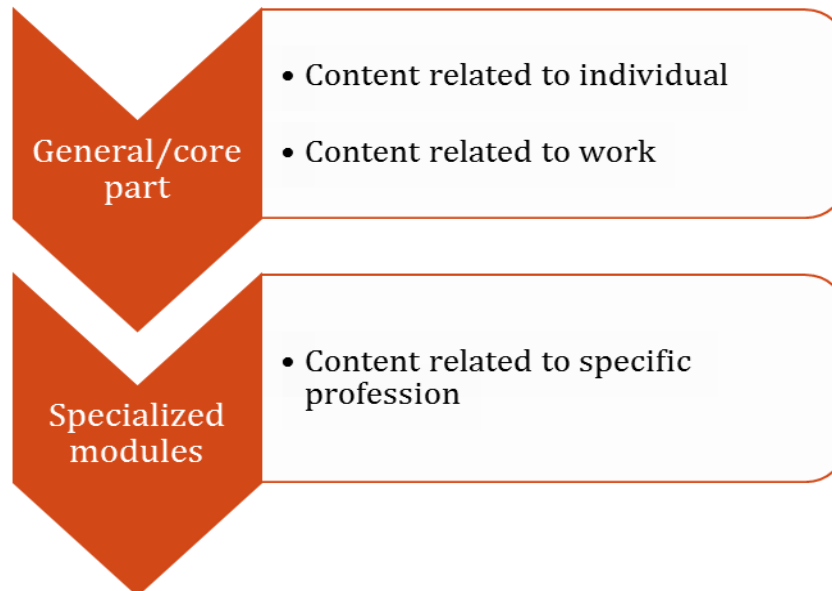 General/core
part
• Content related to individual
• Content related to work
Specialized
modules
• Content related to specific
profession